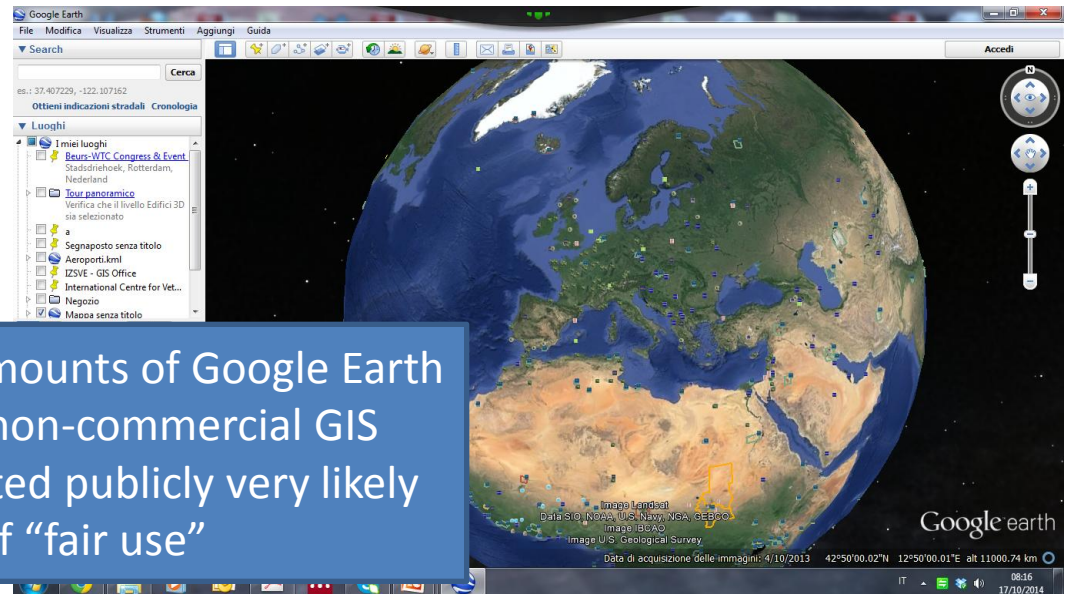 Google Earth
File Modifica Visualizza Strumenti Aggiungi Guida
Search
Accedi
Cerca
es.: 37.407229, -122.107162
Ottieni indicazioni stradali Cronologia
Luoghi
I miei luoghi
Beurs-WTC Congress & Event
Stadsdriehoek, Rotterdam,
Nederland
Tour panoramico
Verifica che il livello Edifici 3D
sia selezionato
a
Segnaposto senza titolo
Aeroporti.kml
IZSVE - GIS Office
International Centre for Vet...
Negozio
Mappa senza titolo
N
mounts of Google Earth
non-commercial GIS
ted publicly very likely
f “fair use”
Image Landsat
Data SIO, NOAA, U.S. Navy, NGA, GEBCO
Image IBCAO
Image U.S. Geological Survey
Google earth
Data di acquisizione delle immagini: 4/10/2013 42°50'00.02"N 12°50'00.01"E alt 11000.74 km
IT 08:16
17/10/2014